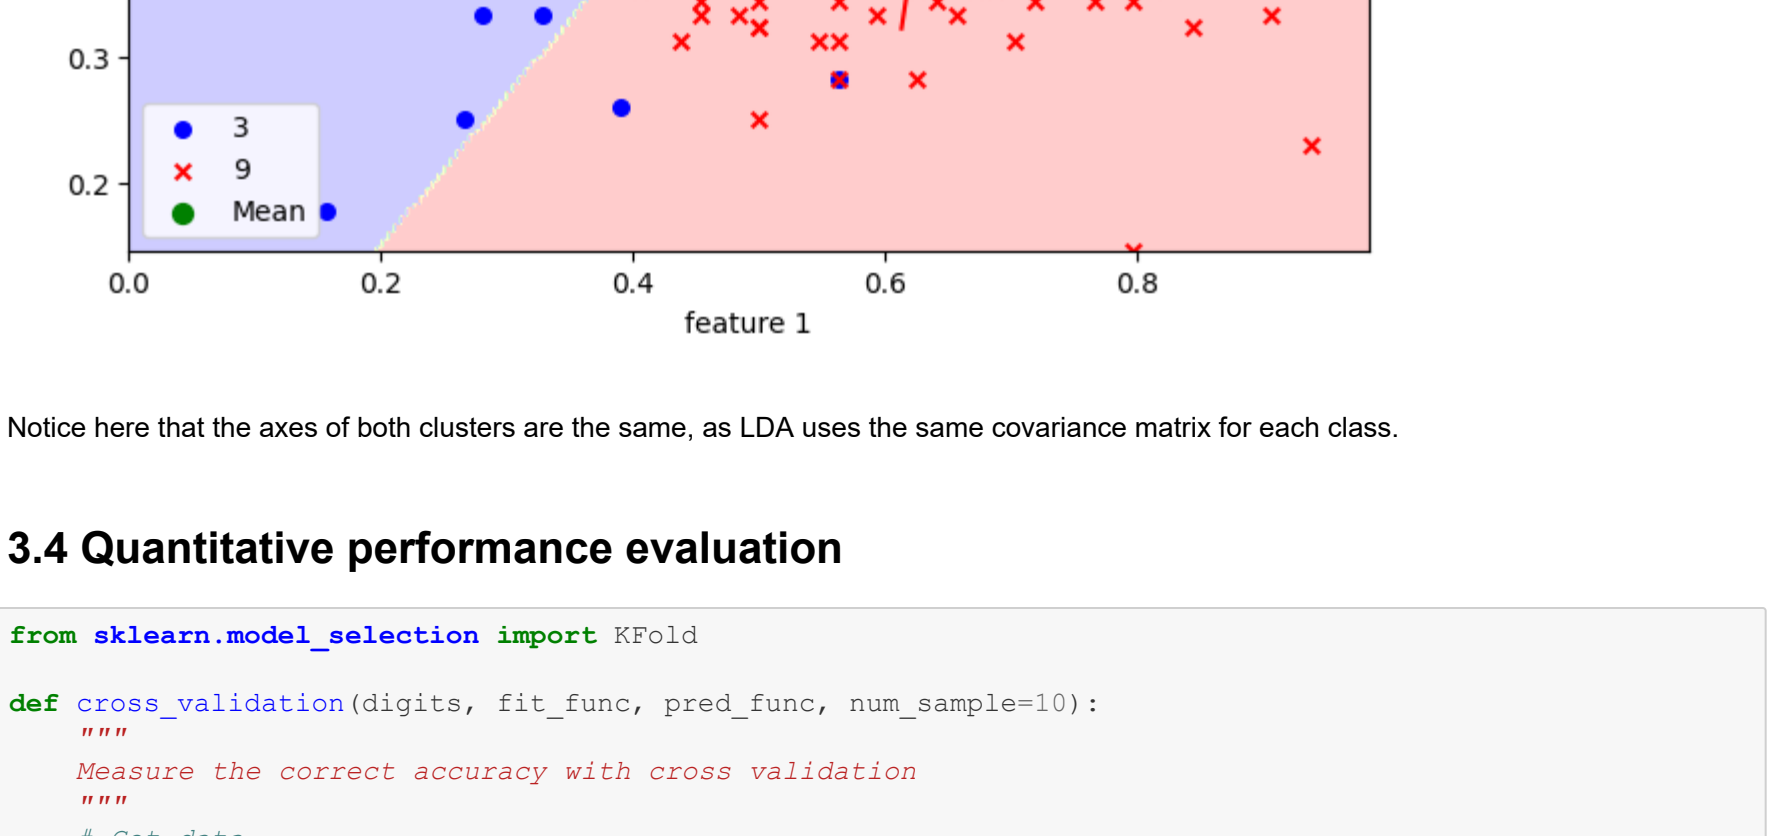 0.3
3
9
Mean
0.2
0.0 0.2 0.4 0.6 0.8
feature 1
Notice here that the axes of both clusters are the same, as LDA uses the same covariance matrix for each class.
3.4 Quantitative performance evaluation
from sklearn.model_selection import KFold
def cross_validation(digits, fit_func, pred_func, num_sample=10):
"""
Measure the correct accuracy with cross validation
"""
# Get data